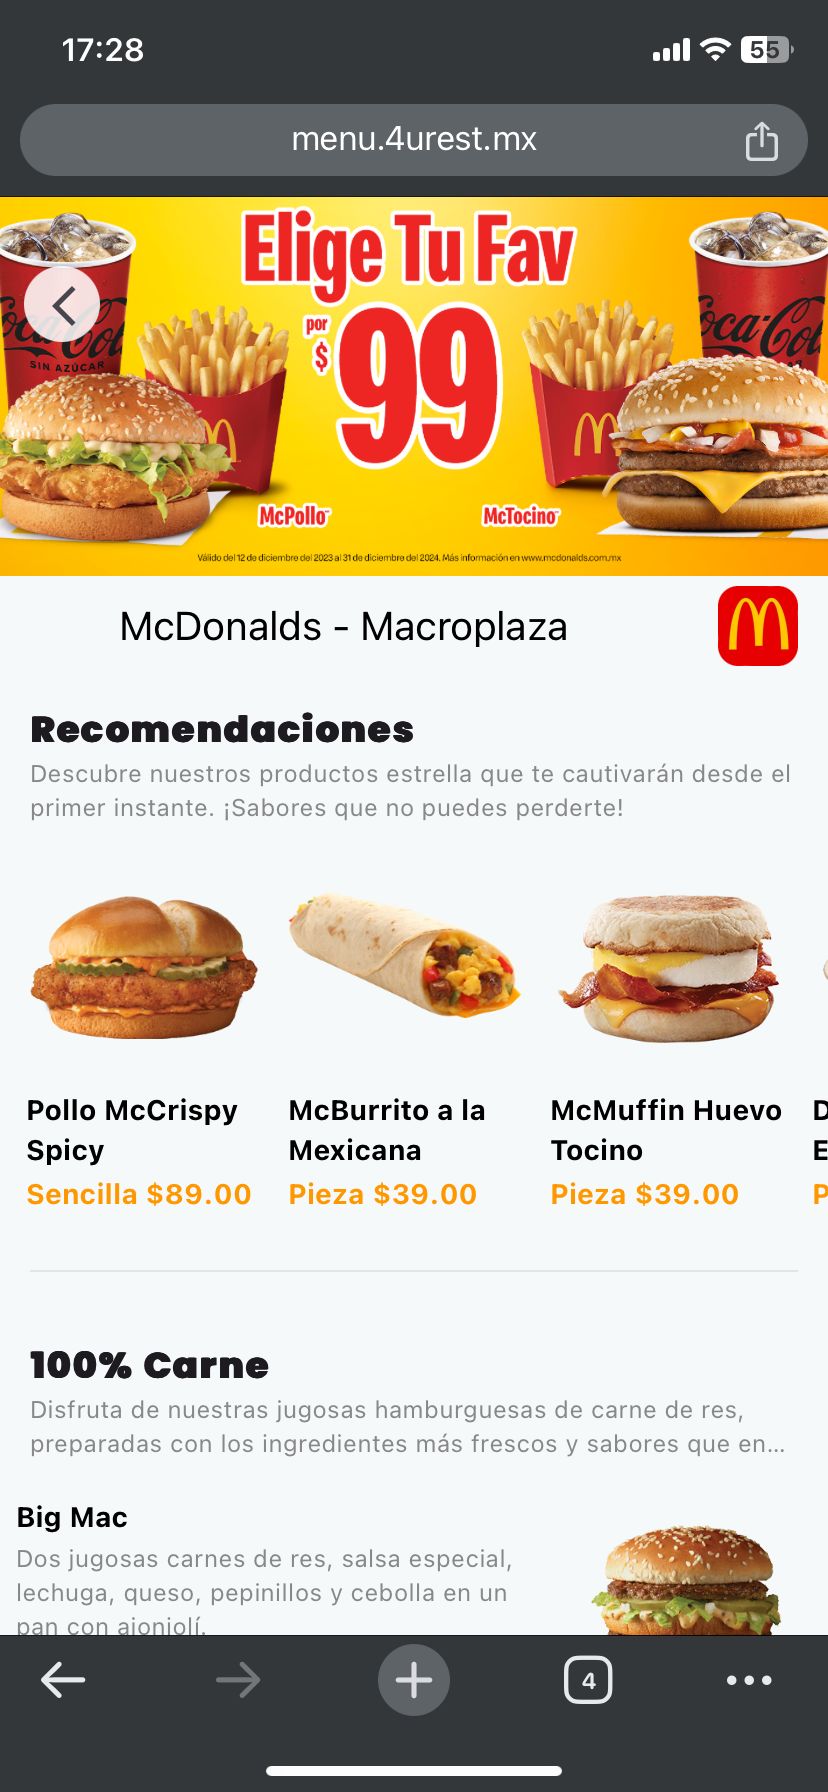 17:28
55
menu.4urest.mx
Elige Tu Fav
por
$
99
Coca-Cola
SIN AZÚCAR
Coca-Cola
McPollo
McTocino
Válido del 12 de diciembre del 2023 al 31 de diciembre del 2024. Más información en www.mcdonalds.com.mx
McDonalds - Macroplaza
Recomendaciones
Descubre nuestros productos estrella que te cautivarán desde el
primer instante. ¡Sabores que no puedes perderte!
Pollo McCrispy
Spicy
Sencilla $89.00
McBurrito a la
Mexicana
Pieza $39.00
McMuffin Huevo
Tocino
Pieza $39.00
D
E
P
100% Carne
Disfruta de nuestras jugosas hamburguesas de carne de res,
preparadas con los ingredientes más frescos y sabores que en...
Big Mac
Dos jugosas carnes de res, salsa especial,
lechuga, queso, pepinillos y cebolla en un
pan con ajonjolí.
4